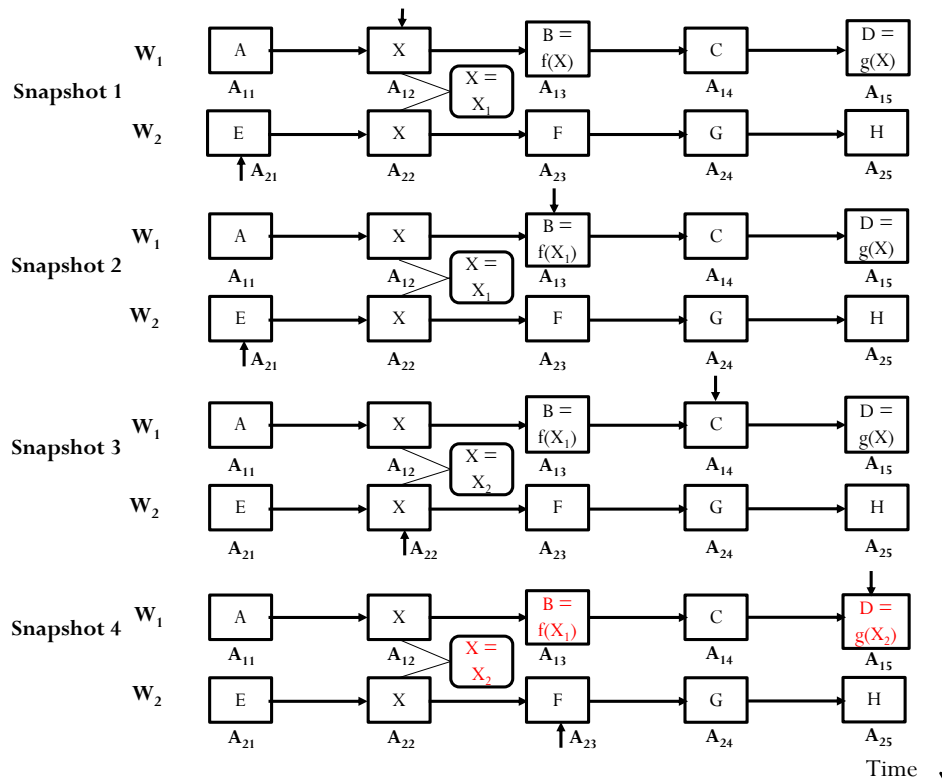 W₁ A X B = f(X) C D = g(X)
Snapshot 1 A₁₁ A₁₂ X = X₁ A₁₃ A₁₄ A₁₅
W₂ E X F G H
A₂₁ A₂₂ A₂₃ A₂₄ A₂₅
W₁ A X B = f(X₁) C D = g(X)
Snapshot 2 A₁₁ A₁₂ X = X₁ A₁₃ A₁₄ A₁₅
W₂ E X F G H
A₂₁ A₂₂ A₂₃ A₂₄ A₂₅
W₁ A X B = f(X₁) C D = g(X)
Snapshot 3 A₁₁ A₁₂ X = X₂ A₁₃ A₁₄ A₁₅
W₂ E X F G H
A₂₁ A₂₂ A₂₃ A₂₄ A₂₅
W₁ A X B = f(X₁) C D = g(X₂)
Snapshot 4 A₁₁ A₁₂ X = X₂ A₁₃ A₁₄ A₁₅
W₂ E X F G H
A₂₁ A₂₂ A₂₃ A₂₄ A₂₅
Time